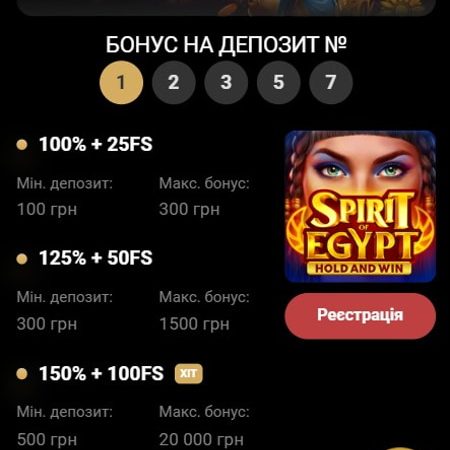 БОНУС НА ДЕПОЗИТ №
1 2 3 5 7
100% + 25FS
Мін. депозит: Макс. бонус:
100 грн 300 грн
SPIRIT
OF
EGYPT
HOLD AND WIN
125% + 50FS
Мін. депозит: Макс. бонус:
300 грн 1500 грн
Реєстрація
150% + 100FS ХІТ
Мін. депозит: Макс. бонус:
500 грн 20 000 грн